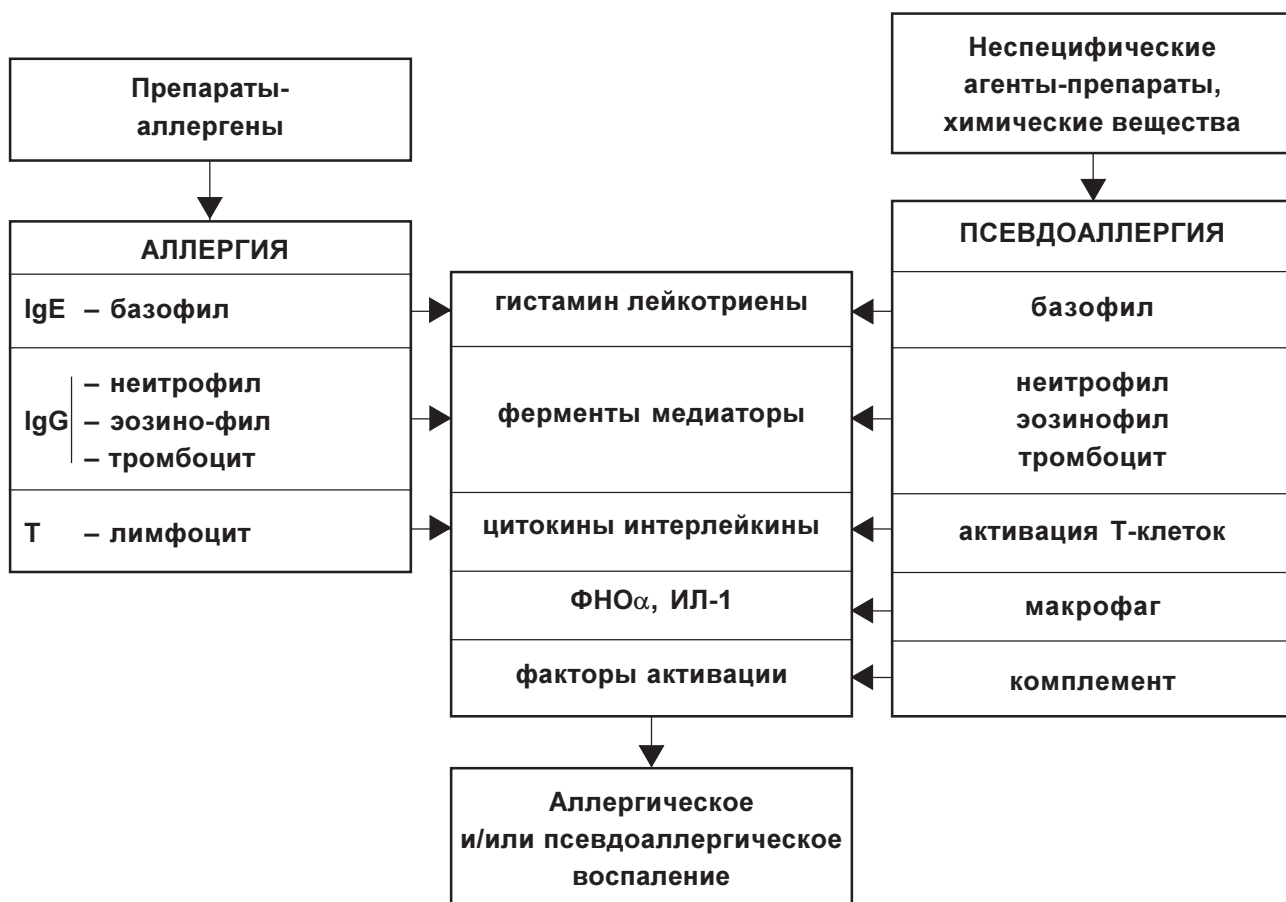 Препараты-
аллергены
Неспецифические
агенты-препараты,
химические вещества
АЛЛЕРГИЯ
IgE – базофил
IgG
– неитрофил
– эозино-фил
– тромбоцит
Т – лимфоцит
гистамин лейкотриены
ферменты медиаторы
цитокины интерлейкины
ФНОα, ИЛ-1
факторы активации
ПСЕВДОАЛЛЕРГИЯ
базофил
неитрофил
эозинофил
тромбоцит
активация Т-клеток
макрофаг
комплемент
Аллергическое
и/или псевдоаллергическое
воспаление